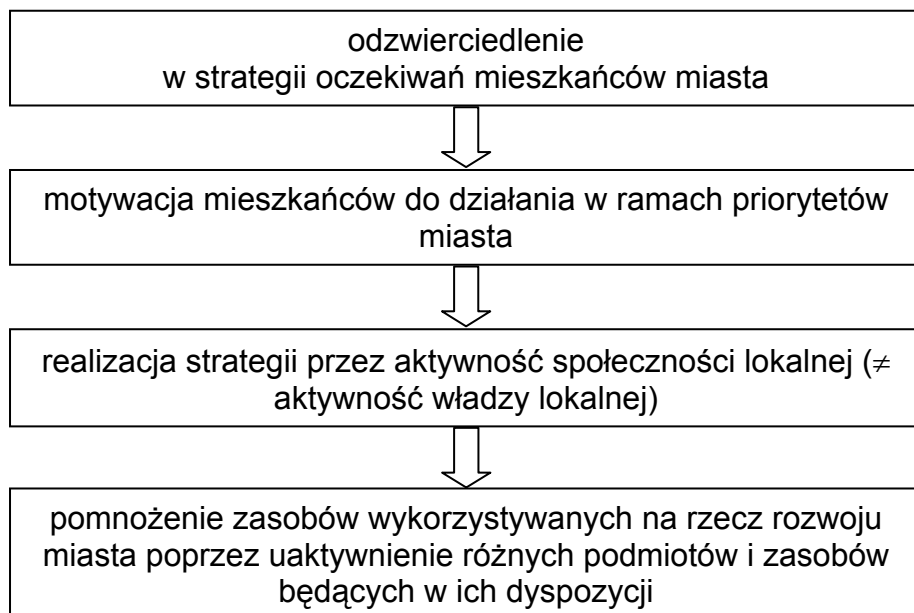 odzwierciedlenie
w strategii oczekiwań mieszkańców miasta
motywacja mieszkańców do działania w ramach priorytetów
miasta
realizacja strategii przez aktywność społeczności lokalnej (≠
aktywność władzy lokalnej)
pomnożenie zasobów wykorzystywanych na rzecz rozwoju
miasta poprzez uaktywnienie różnych podmiotów i zasobów
będących w ich dyspozycji